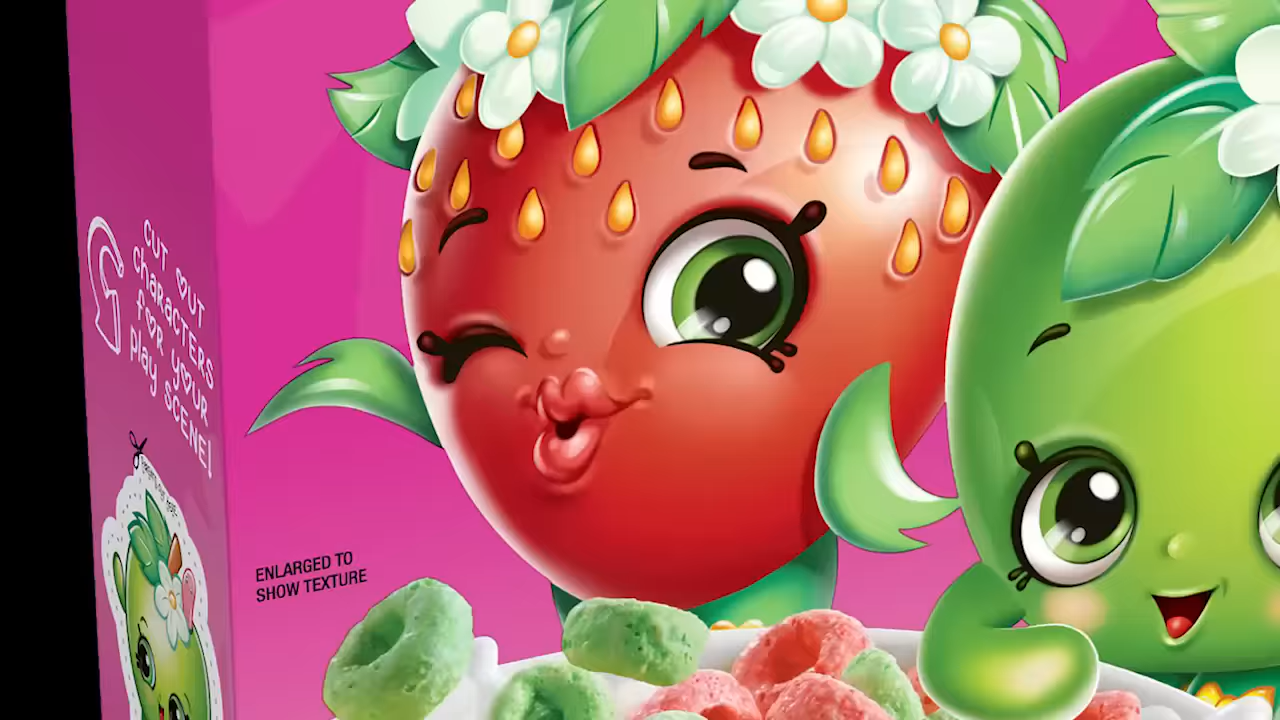 CUT OUT
characters
for your
play SCENE!
ENLARGED TO
SHOW TEXTURE